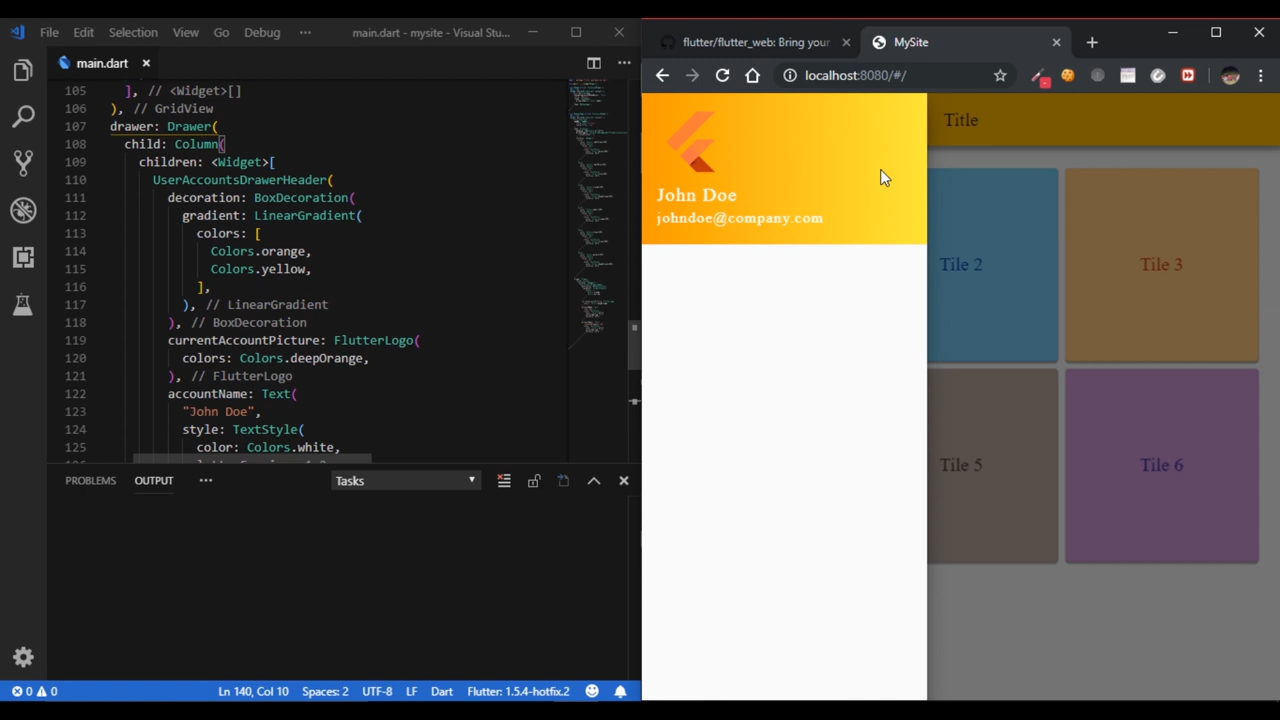 File Edit Selection View Go Debug ··· main.dart - mysite - Visual Stu...
main.dart
105 ], // <Widget>[]
106 ), // GridView
107 drawer: Drawer(
108 child: Column(
109 children: <Widget>[
110 UserAccountsDrawerHeader(
111 decoration: BoxDecoration(
112 gradient: LinearGradient(
113 colors: [
114 Colors.orange,
115 Colors.yellow,
116 ],
117 ), // LinearGradient
118 ), // BoxDecoration
119 currentAccountPicture: FlutterLogo(
120 colors: Colors.deepOrange,
121 ), // FlutterLogo
122 accountName: Text(
123 "John Doe",
124 style: TextStyle(
125 color: Colors.white,
PROBLEMS OUTPUT ··· Tasks
0 0 Ln 140, Col 10 Spaces: 2 UTF-8 LF Dart Flutter: 1.5.4-hotfix.2
flutter/flutter_web: Bring your
MySite
localhost:8080/#/
Title
John Doe
johndoe@company.com
Tile 2
Tile 3
Tile 5
Tile 6